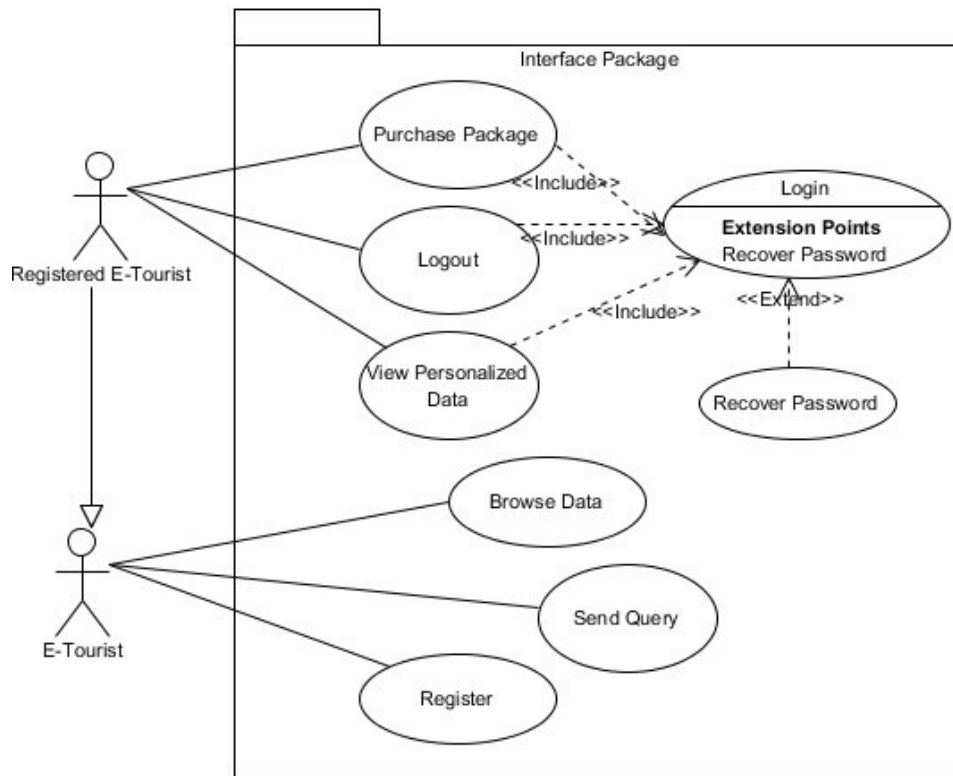 Interface Package
Purchase Package
<<Include>>
Login
Extension Points
Recover Password
Registered E-Tourist
Logout
<<Include>>
<<Extend>>
<<Include>>
View Personalized
Data
Recover Password
Browse Data
Send Query
E-Tourist
Register